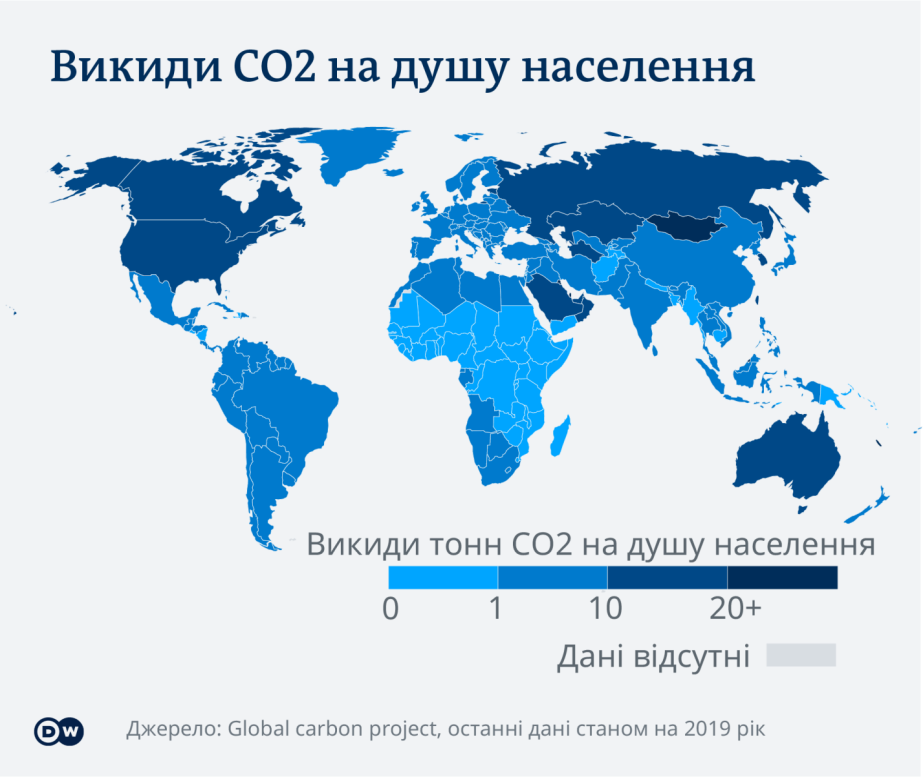 Викиди CO2 на душу населення
Викиди тонн CO2 на душу населення
0 1 10 20+
Дані відсутні
DW Джерело: Global carbon project, останні дані станом на 2019 рік